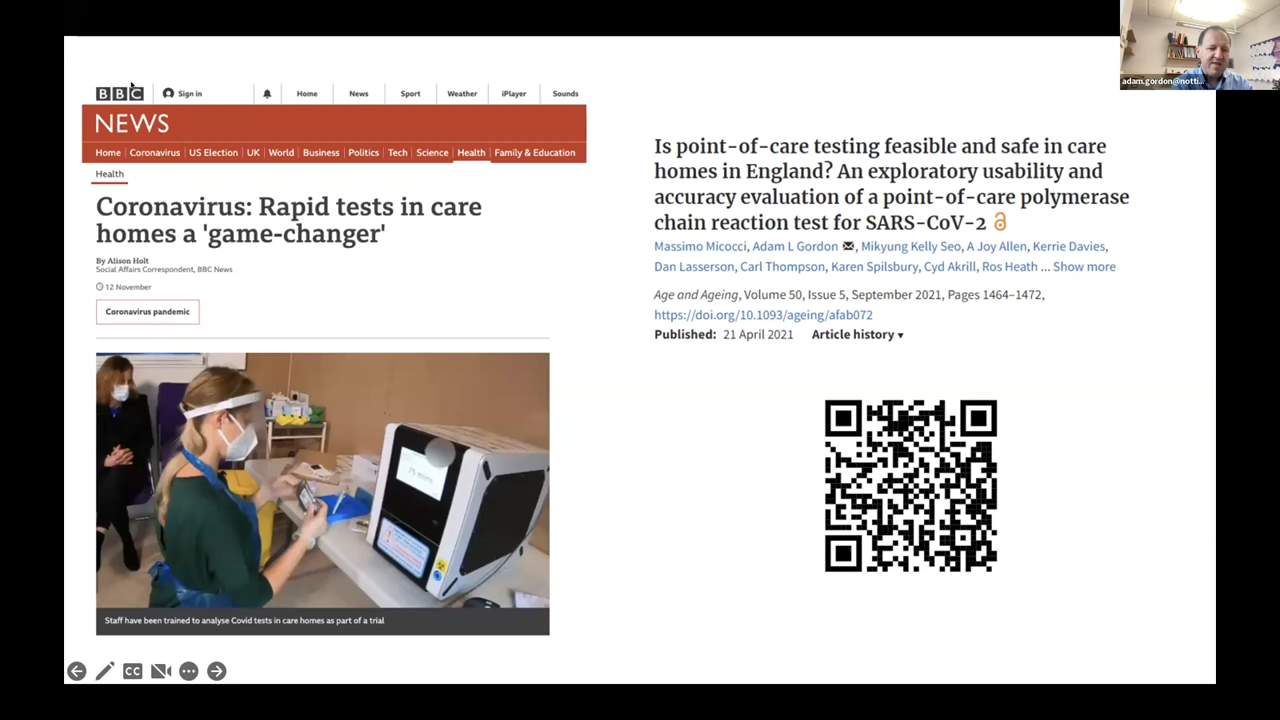 adam.gordon@notti...
BBC
Sign in
Home
News
Sport
Weather
iPlayer
Sounds
NEWS
Home
Coronavirus
US Election
UK
World
Business
Politics
Tech
Science
Health
Family & Education
Health
Coronavirus: Rapid tests in care
homes a 'game-changer'
By Alison Holt
Social Affairs Correspondent, BBC News
12 November
Coronavirus pandemic
Staff have been trained to analyse Covid tests in care homes as part of a trial
Is point-of-care testing feasible and safe in care
homes in England? An exploratory usability and
accuracy evaluation of a point-of-care polymerase
chain reaction test for SARS-CoV-2
Massimo Micocci, Adam L Gordon, Mikyung Kelly Seo, A Joy Allen, Kerrie Davies,
Dan Lasserson, Carl Thompson, Karen Spilsbury, Cyd Akrill, Ros Heath ... Show more
Age and Ageing, Volume 50, Issue 5, September 2021, Pages 1464–1472,
https://doi.org/10.1093/ageing/afab072
Published: 21 April 2021 Article history ▾
CC